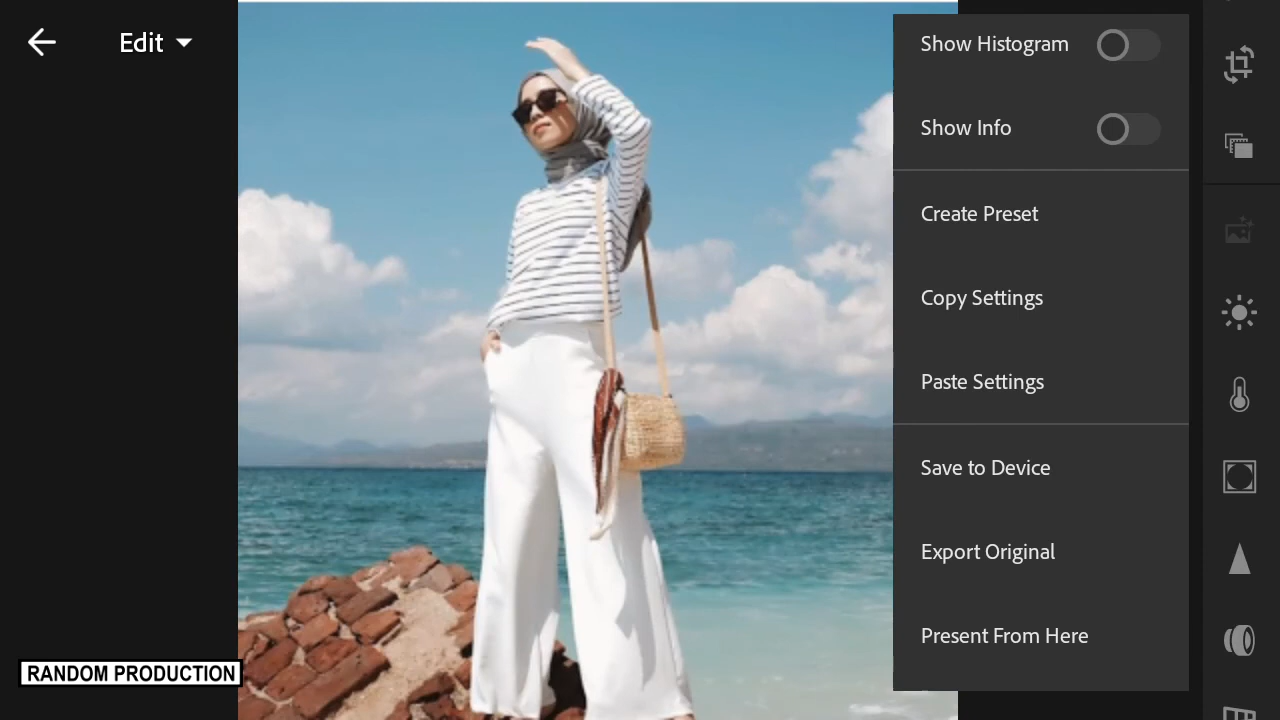 Edit
Show Histogram
Show Info
Create Preset
Copy Settings
Paste Settings
Save to Device
Export Original
Present From Here
RANDOM PRODUCTION